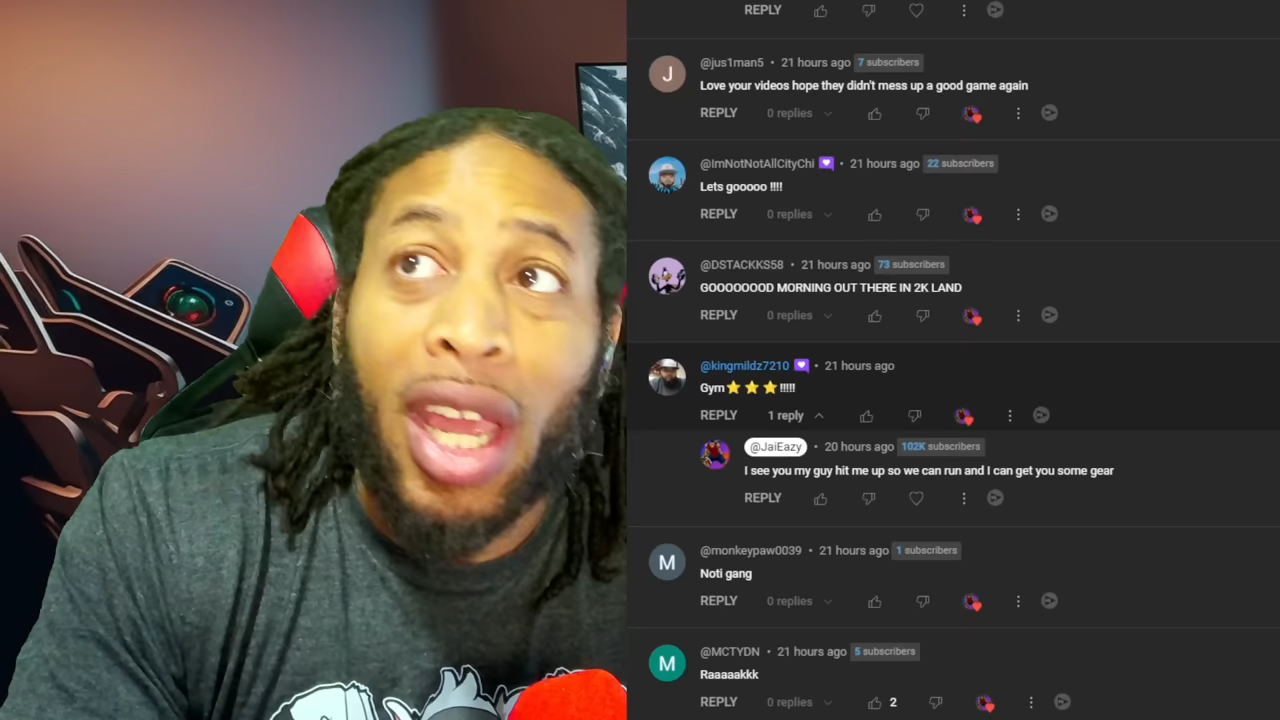 REPLY
@jus1man5 • 21 hours ago 7 subscribers
Love your videos hope they didn't mess up a good game again
REPLY 0 replies
@ImNotNotAllCityChi • 21 hours ago 22 subscribers
Lets gooooo !!!!
REPLY 0 replies
@DSTACKKS58 • 21 hours ago 73 subscribers
GOOOOOOOD MORNING OUT THERE IN 2K LAND
REPLY 0 replies
@kingmildz7210 • 21 hours ago
Gym⭐⭐⭐!!!!!
REPLY 1 reply
@JaiEazy • 20 hours ago 102K subscribers
I see you my guy hit me up so we can run and I can get you some gear
REPLY
M
@monkeypaw0039 • 21 hours ago 1 subscribers
Noti gang
REPLY 0 replies
M
@MCTYDN • 21 hours ago 5 subscribers
Raaaaakkk
REPLY 0 replies 2
J